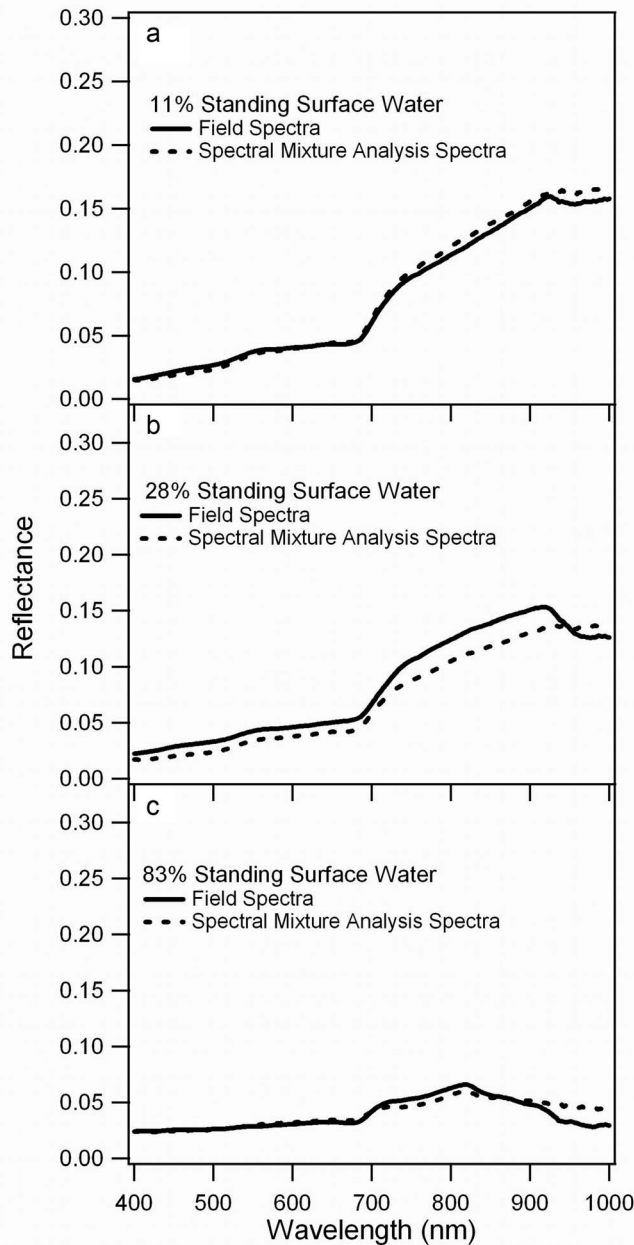 a
0.30
0.25
0.20
0.15
0.10
0.05
0.00
11% Standing Surface Water
Field Spectra
Spectral Mixture Analysis Spectra
b
0.30
0.25
0.20
0.15
0.10
0.05
0.00
28% Standing Surface Water
Field Spectra
Spectral Mixture Analysis Spectra
Reflectance
c
0.30
0.25
0.20
0.15
0.10
0.05
0.00
83% Standing Surface Water
Field Spectra
Spectral Mixture Analysis Spectra
400 500 600 700 800 900 1000
Wavelength (nm)